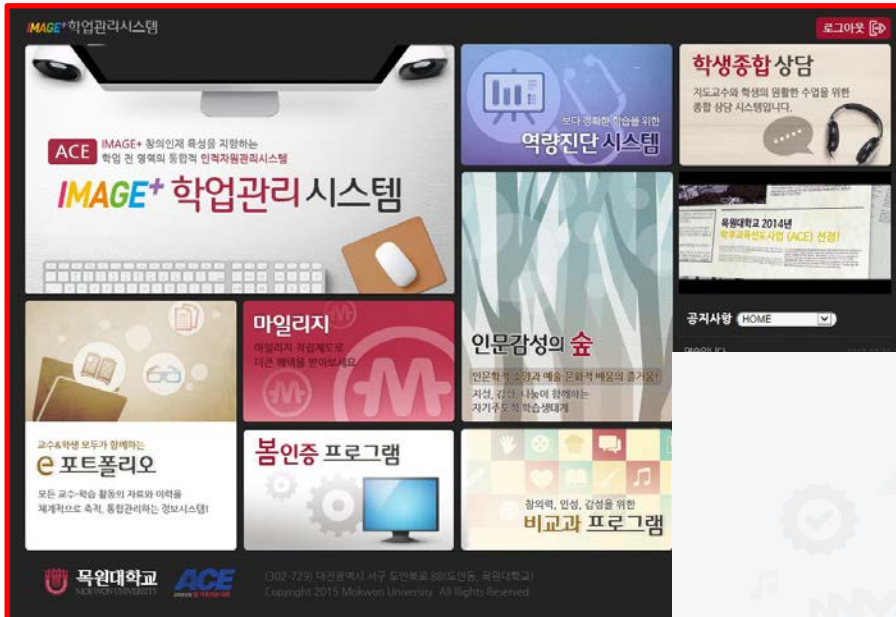 IMAGE+학업관리시스템
로그아웃
ACE
IMAGE+ 창의인재 육성을 지향하는
학업 전 영역의 통합적 인적자원관리시스템
IMAGE+ 학업관리 시스템
보다 정확한 학습을 위한
역량진단 시스템
학생종합 상담
지도교수와 학생의 원활한 수업을 위한
종합 상담 시스템입니다.
목원대학교 2014년
학부교육선도사업 (ACE) 선정!
공지사항
HOME
마일리지
마일리지 적립제도로
더큰 혜택을 받아보세요
인문감성의 숲
인문학적 소양과 예술·문화적 배움의 즐거움!
지성, 감성, 나눔이 함께하는
자기주도적 학습생태계
교수&학생 모두가 함께하는
e 포트폴리오
모든 교수-학습 활동의 자료와 이력을
체계적으로 축적, 통합관리하는 정보시스템!
봄인증 프로그램
창의력, 인성, 감성을 위한
비교과 프로그램
목원대학교
MOKWON UNIVERSITY
ACE
(302-729) 대전광역시 서구 도안북로 88(도안동, 목원대학교)
Copyright 2015 Mokwon University. All Rights Reserved